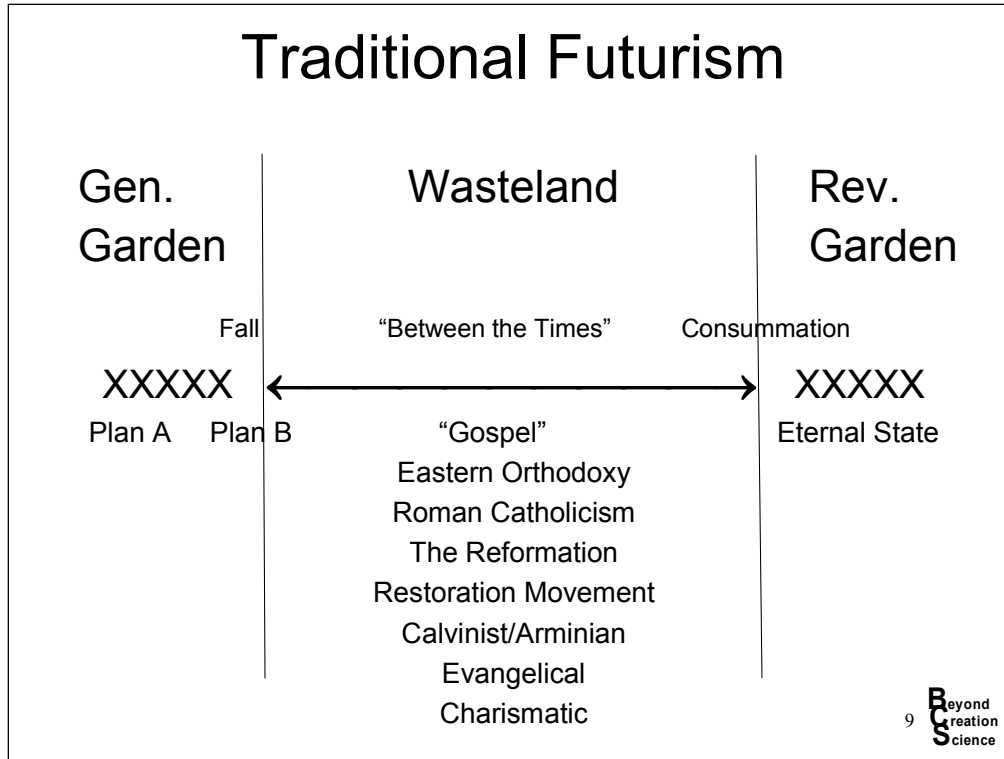 Traditional Futurism
Gen. Wasteland Rev.
Garden Garden
Fall “Between the Times” Consummation
XXXXX XXXXX
Plan A Plan B “Gospel” Eternal State
Eastern Orthodoxy
Roman Catholicism
The Reformation
Restoration Movement
Calvinist/Arminian
Evangelical
Charismatic
9
Beyond
Creation
Science